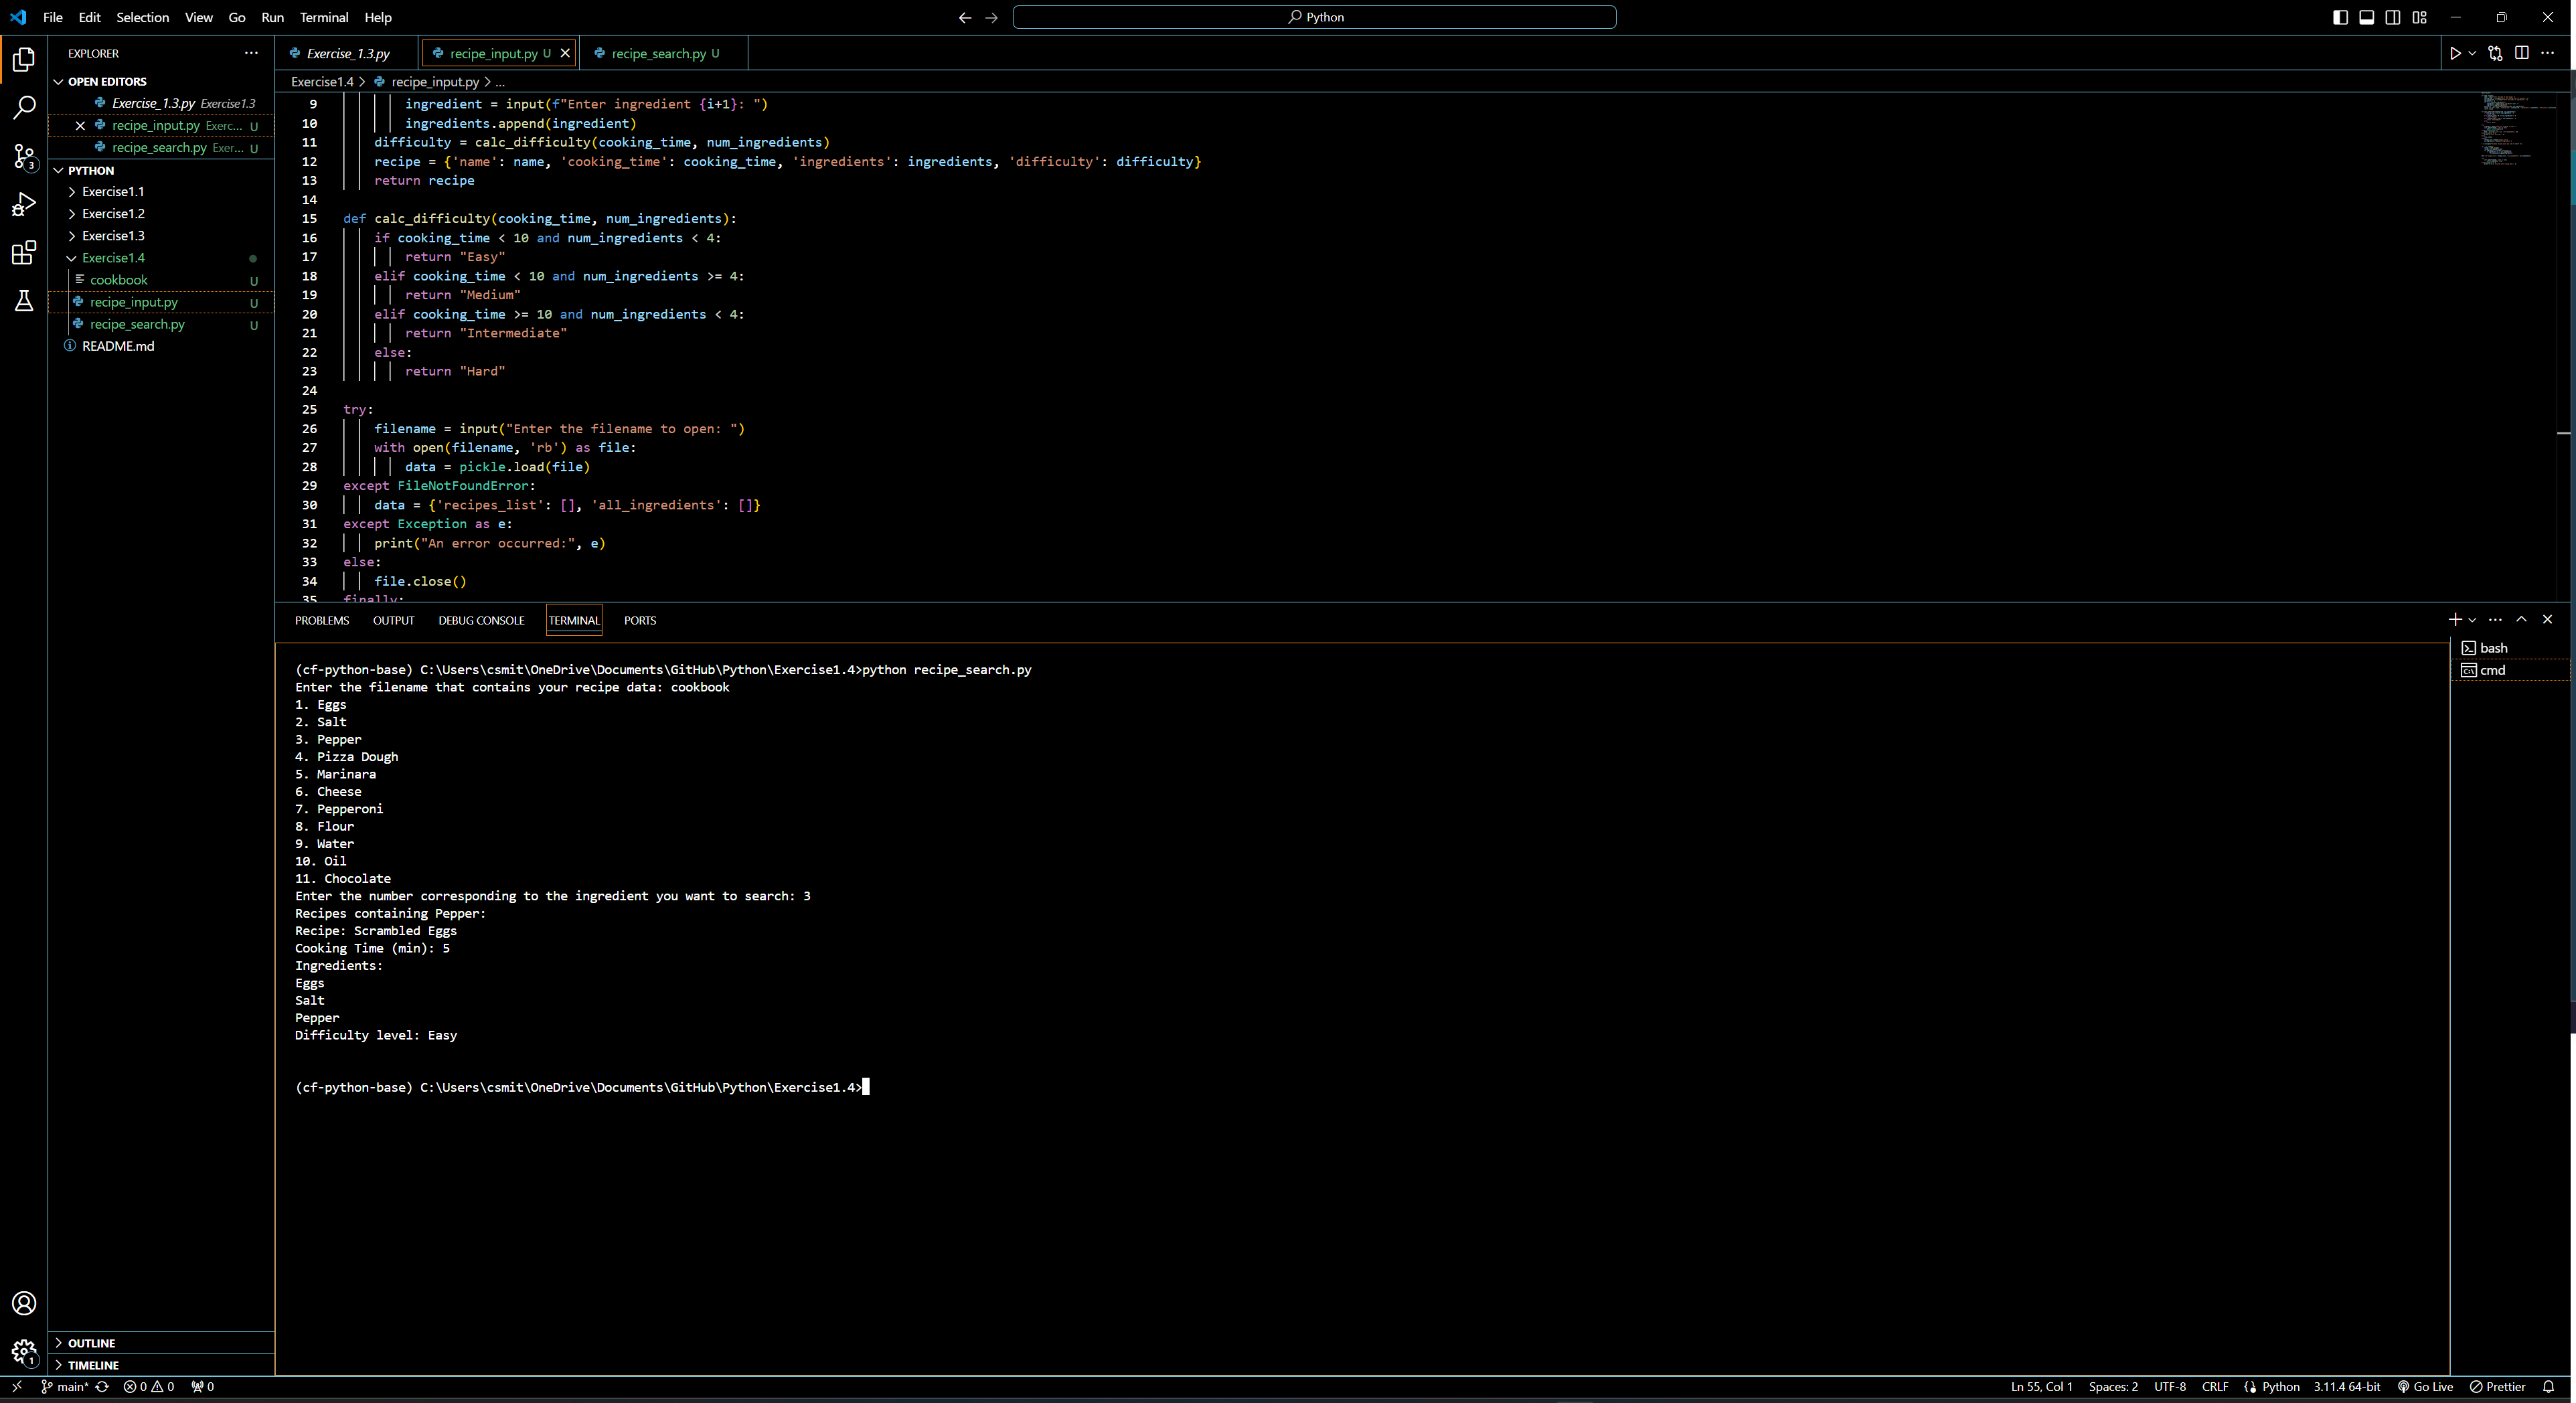 File Edit Selection View Go Run Terminal Help
Python
EXPLORER
OPEN EDITORS
Exercise_1.3.py Exercise1.3
recipe_input.py Exerc... U
recipe_search.py Exer... U
PYTHON
Exercise1.1
Exercise1.2
Exercise1.3
Exercise1.4
cookbook U
recipe_input.py U
recipe_search.py U
README.md
OUTLINE
TIMELINE
3
1
Exercise_1.3.py recipe_input.py U recipe_search.py U
Exercise1.4 > recipe_input.py > ...
9 ingredient = input(f"Enter ingredient {i+1}: ")
10 ingredients.append(ingredient)
11 difficulty = calc_difficulty(cooking_time, num_ingredients)
12 recipe = {'name': name, 'cooking_time': cooking_time, 'ingredients': ingredients, 'difficulty': difficulty}
13 return recipe
14
15 def calc_difficulty(cooking_time, num_ingredients):
16 if cooking_time < 10 and num_ingredients < 4:
17 return "Easy"
18 elif cooking_time < 10 and num_ingredients >= 4:
19 return "Medium"
20 elif cooking_time >= 10 and num_ingredients < 4:
21 return "Intermediate"
22 else:
23 return "Hard"
24
25 try:
26 filename = input("Enter the filename to open: ")
27 with open(filename, 'rb') as file:
28 data = pickle.load(file)
29 except FileNotFoundError:
30 data = {'recipes_list': [], 'all_ingredients': []}
31 except Exception as e:
32 print("An error occurred:", e)
33 else:
34 file.close()
35 finally:
PROBLEMS OUTPUT DEBUG CONSOLE TERMINAL PORTS
bash
cmd
(cf-python-base) C:\Users\csmit\OneDrive\Documents\GitHub\Python\Exercise1.4>python recipe_search.py
Enter the filename that contains your recipe data: cookbook
1. Eggs
2. Salt
3. Pepper
4. Pizza Dough
5. Marinara
6. Cheese
7. Pepperoni
8. Flour
9. Water
10. Oil
11. Chocolate
Enter the number corresponding to the ingredient you want to search: 3
Recipes containing Pepper:
Recipe: Scrambled Eggs
Cooking Time (min): 5
Ingredients:
Eggs
Salt
Pepper
Difficulty level: Easy
(cf-python-base) C:\Users\csmit\OneDrive\Documents\GitHub\Python\Exercise1.4>
main* 0 0 0 Ln 55, Col 1 Spaces: 2 UTF-8 CRLF Python 3.11.4 64-bit Go Live Prettier